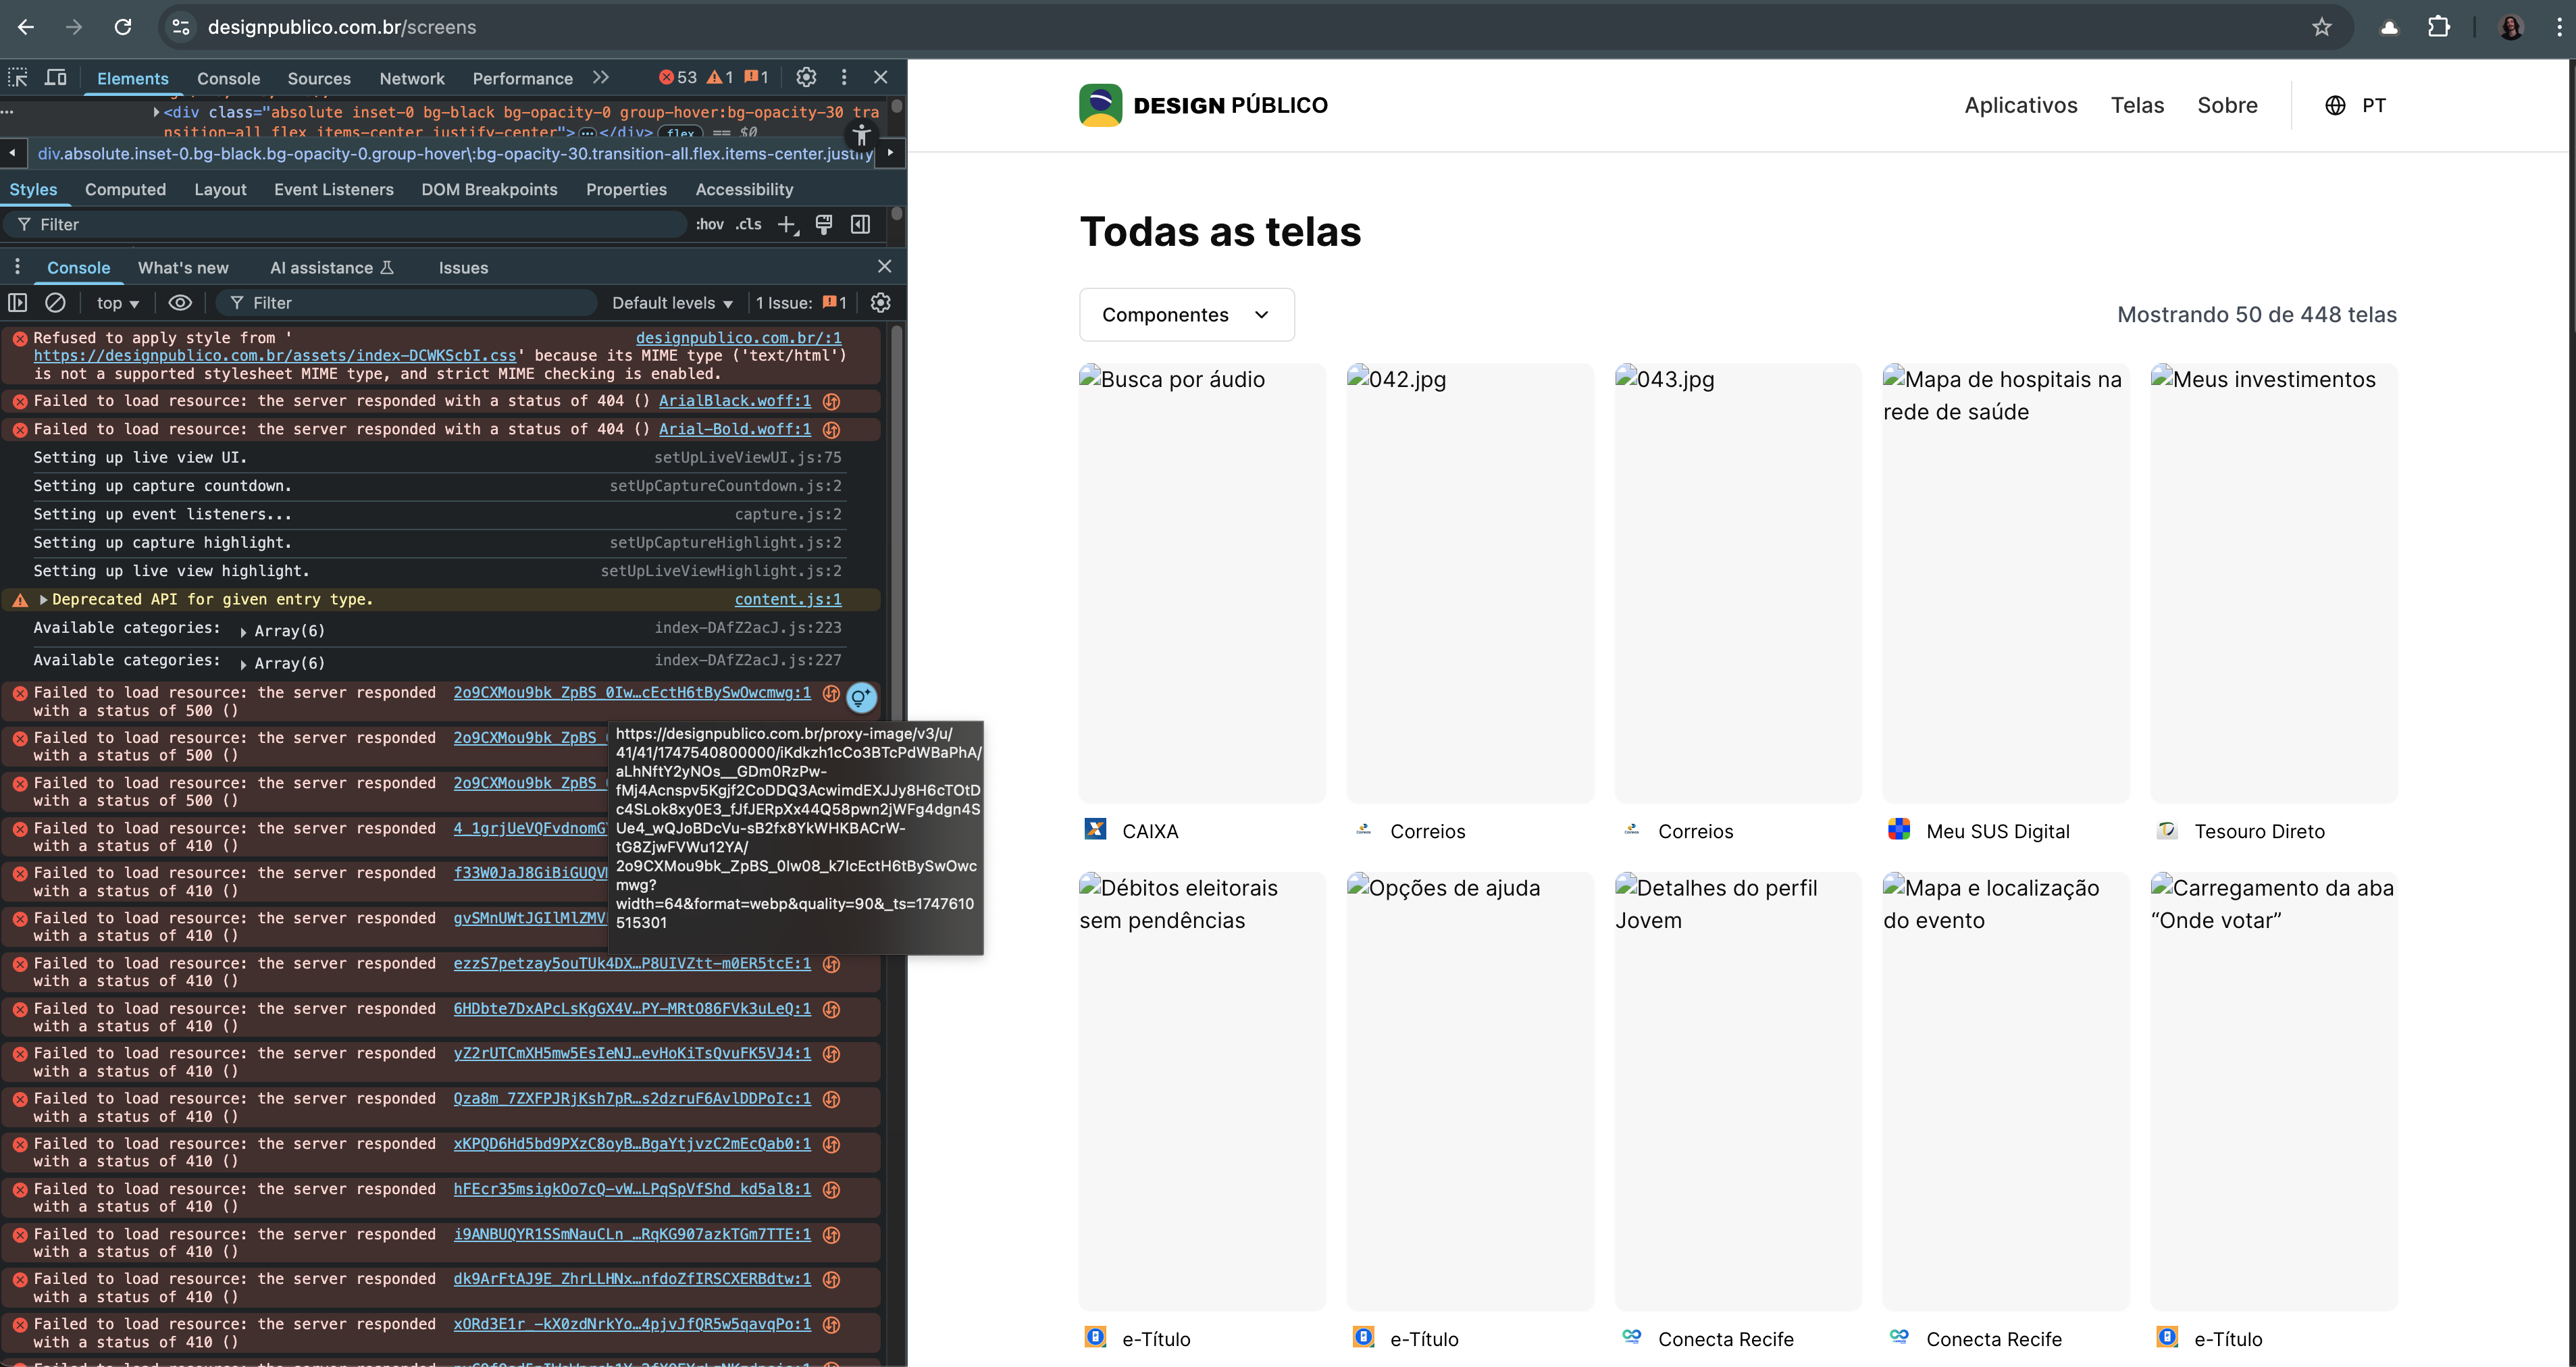 designpublico.com.br/screens
Elements Console Sources Network Performance 53 1 1
<div class="absolute inset-0 bg-black bg-opacity-0 group-hover:bg-opacity-30 tra
nsition-all flex items-center justify-center"> ⋯ </div> flex == $0
div.absolute.inset-0.bg-black.bg-opacity-0.group-hover\:bg-opacity-30.transition-all.flex.items-center.justify
Styles Computed Layout Event Listeners DOM Breakpoints Properties Accessibility
Filter :hov .cls
Console What's new AI assistance Issues
top Filter Default levels 1 Issue: 1
Refused to apply style from ' designpublico.com.br/:1
https://designpublico.com.br/assets/index-DCWKScbI.css' because its MIME type ('text/html')
is not a supported stylesheet MIME type, and strict MIME checking is enabled.
Failed to load resource: the server responded with a status of 404 () ArialBlack.woff:1
Failed to load resource: the server responded with a status of 404 () Arial-Bold.woff:1
Setting up live view UI. setUpLiveViewUI.js:75
Setting up capture countdown. setUpCaptureCountdown.js:2
Setting up event listeners... capture.js:2
Setting up capture highlight. setUpCaptureHighlight.js:2
Setting up live view highlight. setUpLiveViewHighlight.js:2
Deprecated API for given entry type. content.js:1
Available categories: Array(6) index-DAfZ2acJ.js:223
Available categories: Array(6) index-DAfZ2acJ.js:227
Failed to load resource: the server responded 2o9CXMou9bk_ZpBS_0Iw…cEctH6tBySwOwcmwg:1
with a status of 500 ()
Failed to load resource: the server responded 2o9CXMou9bk_ZpBS_
with a status of 500 ()
Failed to load resource: the server responded 2o9CXMou9bk_ZpBS_
with a status of 500 ()
Failed to load resource: the server responded 4_1grjUeVQFvdnomG
with a status of 410 ()
Failed to load resource: the server responded f33W0JaJ8GiBiGUQV
with a status of 410 ()
Failed to load resource: the server responded gvSMnUWtJGIlMlZMV
with a status of 410 ()
Failed to load resource: the server responded ezzS7petzay5ouTUk4DX…P8UIVZtt-m0ER5tcE:1
with a status of 410 ()
Failed to load resource: the server responded 6HDbte7DxAPcLsKgGX4V…PY-MRtO86FVk3uLeQ:1
with a status of 410 ()
Failed to load resource: the server responded yZ2rUTCmXH5mw5EsIeNJ…evHoKiTsQvuFK5VJ4:1
with a status of 410 ()
Failed to load resource: the server responded Qza8m_7ZXFPJRjKsh7pR…s2dzruF6AvlDDPoIc:1
with a status of 410 ()
Failed to load resource: the server responded xKPQD6Hd5bd9PXzC8oyB…BgaYtjvzC2mEcQab0:1
with a status of 410 ()
Failed to load resource: the server responded hFEcr35msigkOo7cQ-vW…LPqSpVfShd_kd5al8:1
with a status of 410 ()
Failed to load resource: the server responded i9ANBUQYR1SSmNauCLn_…RqKG907azkTGm7TTE:1
with a status of 410 ()
Failed to load resource: the server responded dk9ArFtAJ9E_ZhrLLHNx…nfdoZfIRSCXERBdtw:1
with a status of 410 ()
Failed to load resource: the server responded xORd3E1r_-kX0zdNrkYo…4pjvJfQR5w5qavqPo:1
with a status of 410 ()
Failed to load resource: the server responded
https://designpublico.com.br/proxy-image/v3/u/
41/41/1747540800000/iKdkzh1cCo3BTcPdWBaPhA/
aLhNftY2yNOs__GDm0RzPw-
fMj4Acnspv5Kgjf2CoDDQ3AcwimdEXJJy8H6cTOtD
c4SLok8xy0E3_fJfJERpXx44Q58pwn2jWFg4dgn4S
Ue4_wQJoBDcVu-sB2fx8YkWHKBACrW-
tG8ZjwFVWu12YA/
2o9CXMou9bk_ZpBS_0Iw08_k7IcEctH6tBySwOwc
mwg?
width=64&format=webp&quality=90&_ts=1747610
515301
DESIGN PÚBLICO
Aplicativos Telas Sobre PT
Todas as telas
Componentes
Mostrando 50 de 448 telas
Busca por áudio
042.jpg
043.jpg
Mapa de hospitais na
rede de saúde
Meus investimentos
CAIXA
Correios
Correios
Meu SUS Digital
Tesouro Direto
Débitos eleitorais
sem pendências
Opções de ajuda
Detalhes do perfil
Jovem
Mapa e localização
do evento
Carregamento da aba
“Onde votar”
e-Título
e-Título
Conecta Recife
Conecta Recife
e-Título